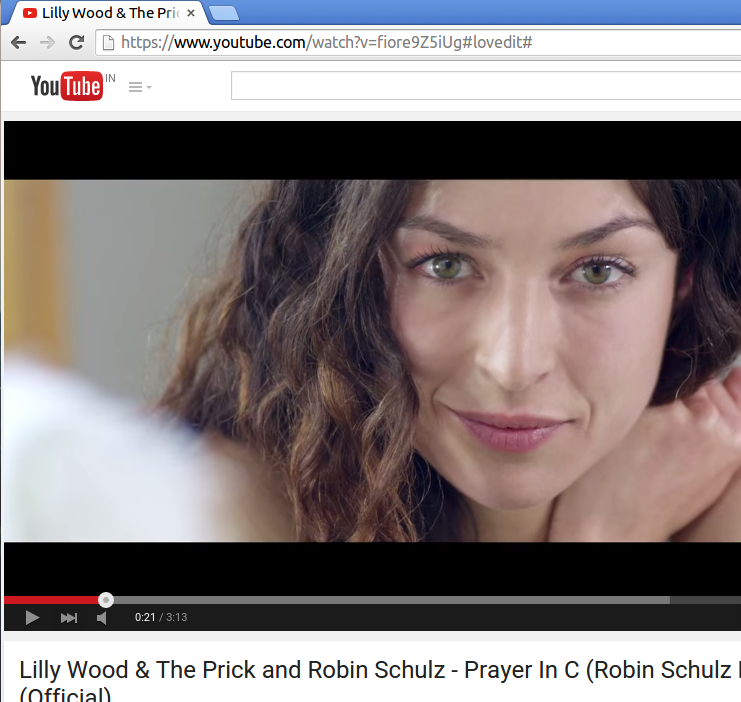 Lilly Wood & The Pri
https://www.youtube.com/watch?v=fiore9Z5iUg#lovedit#
YouTube IN
0:21 / 3:13
Lilly Wood & The Prick and Robin Schulz - Prayer In C (Robin Schulz
(Official)